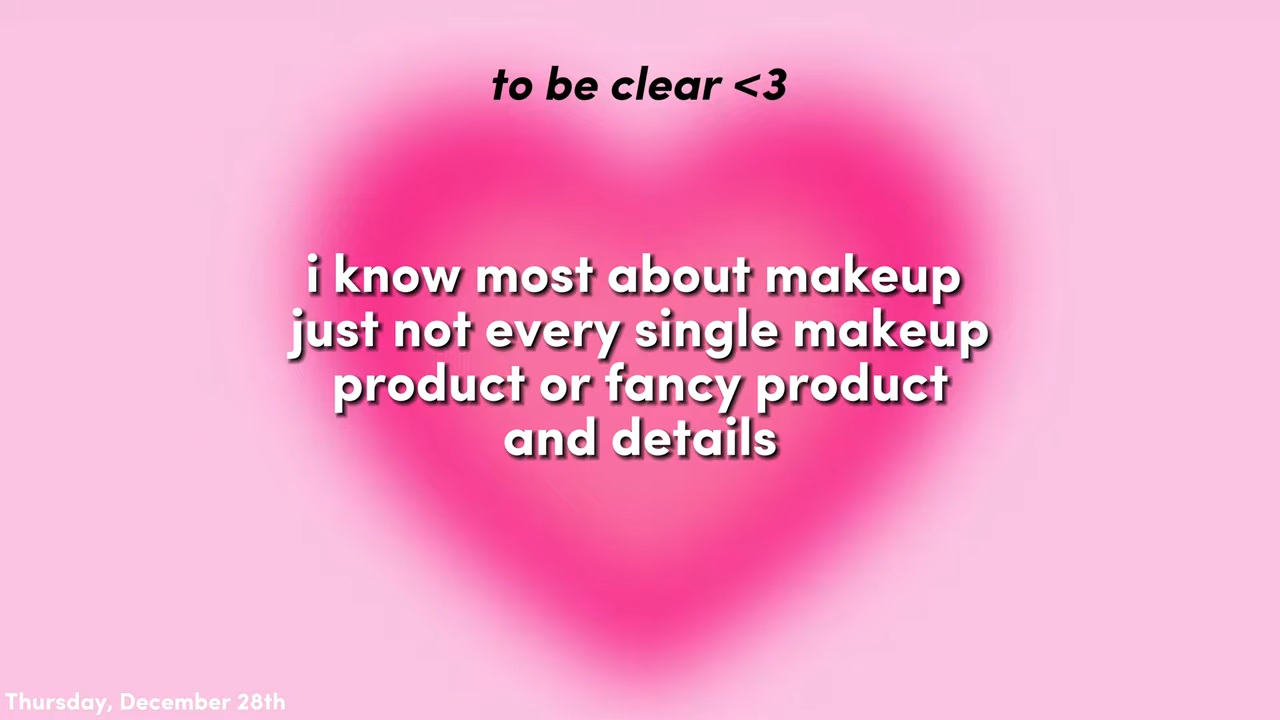 to be clear <3
i know most about makeup
just not every single makeup
product or fancy product
and details
Thursday, December 28th